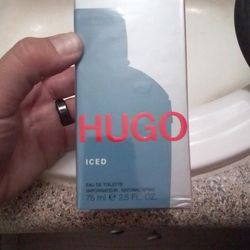 HUGO
ICED
EAU DE TOILETTE
VAPORISATEUR . NATURAL SPRAY
75 ml e 2.5 FL. OZ.